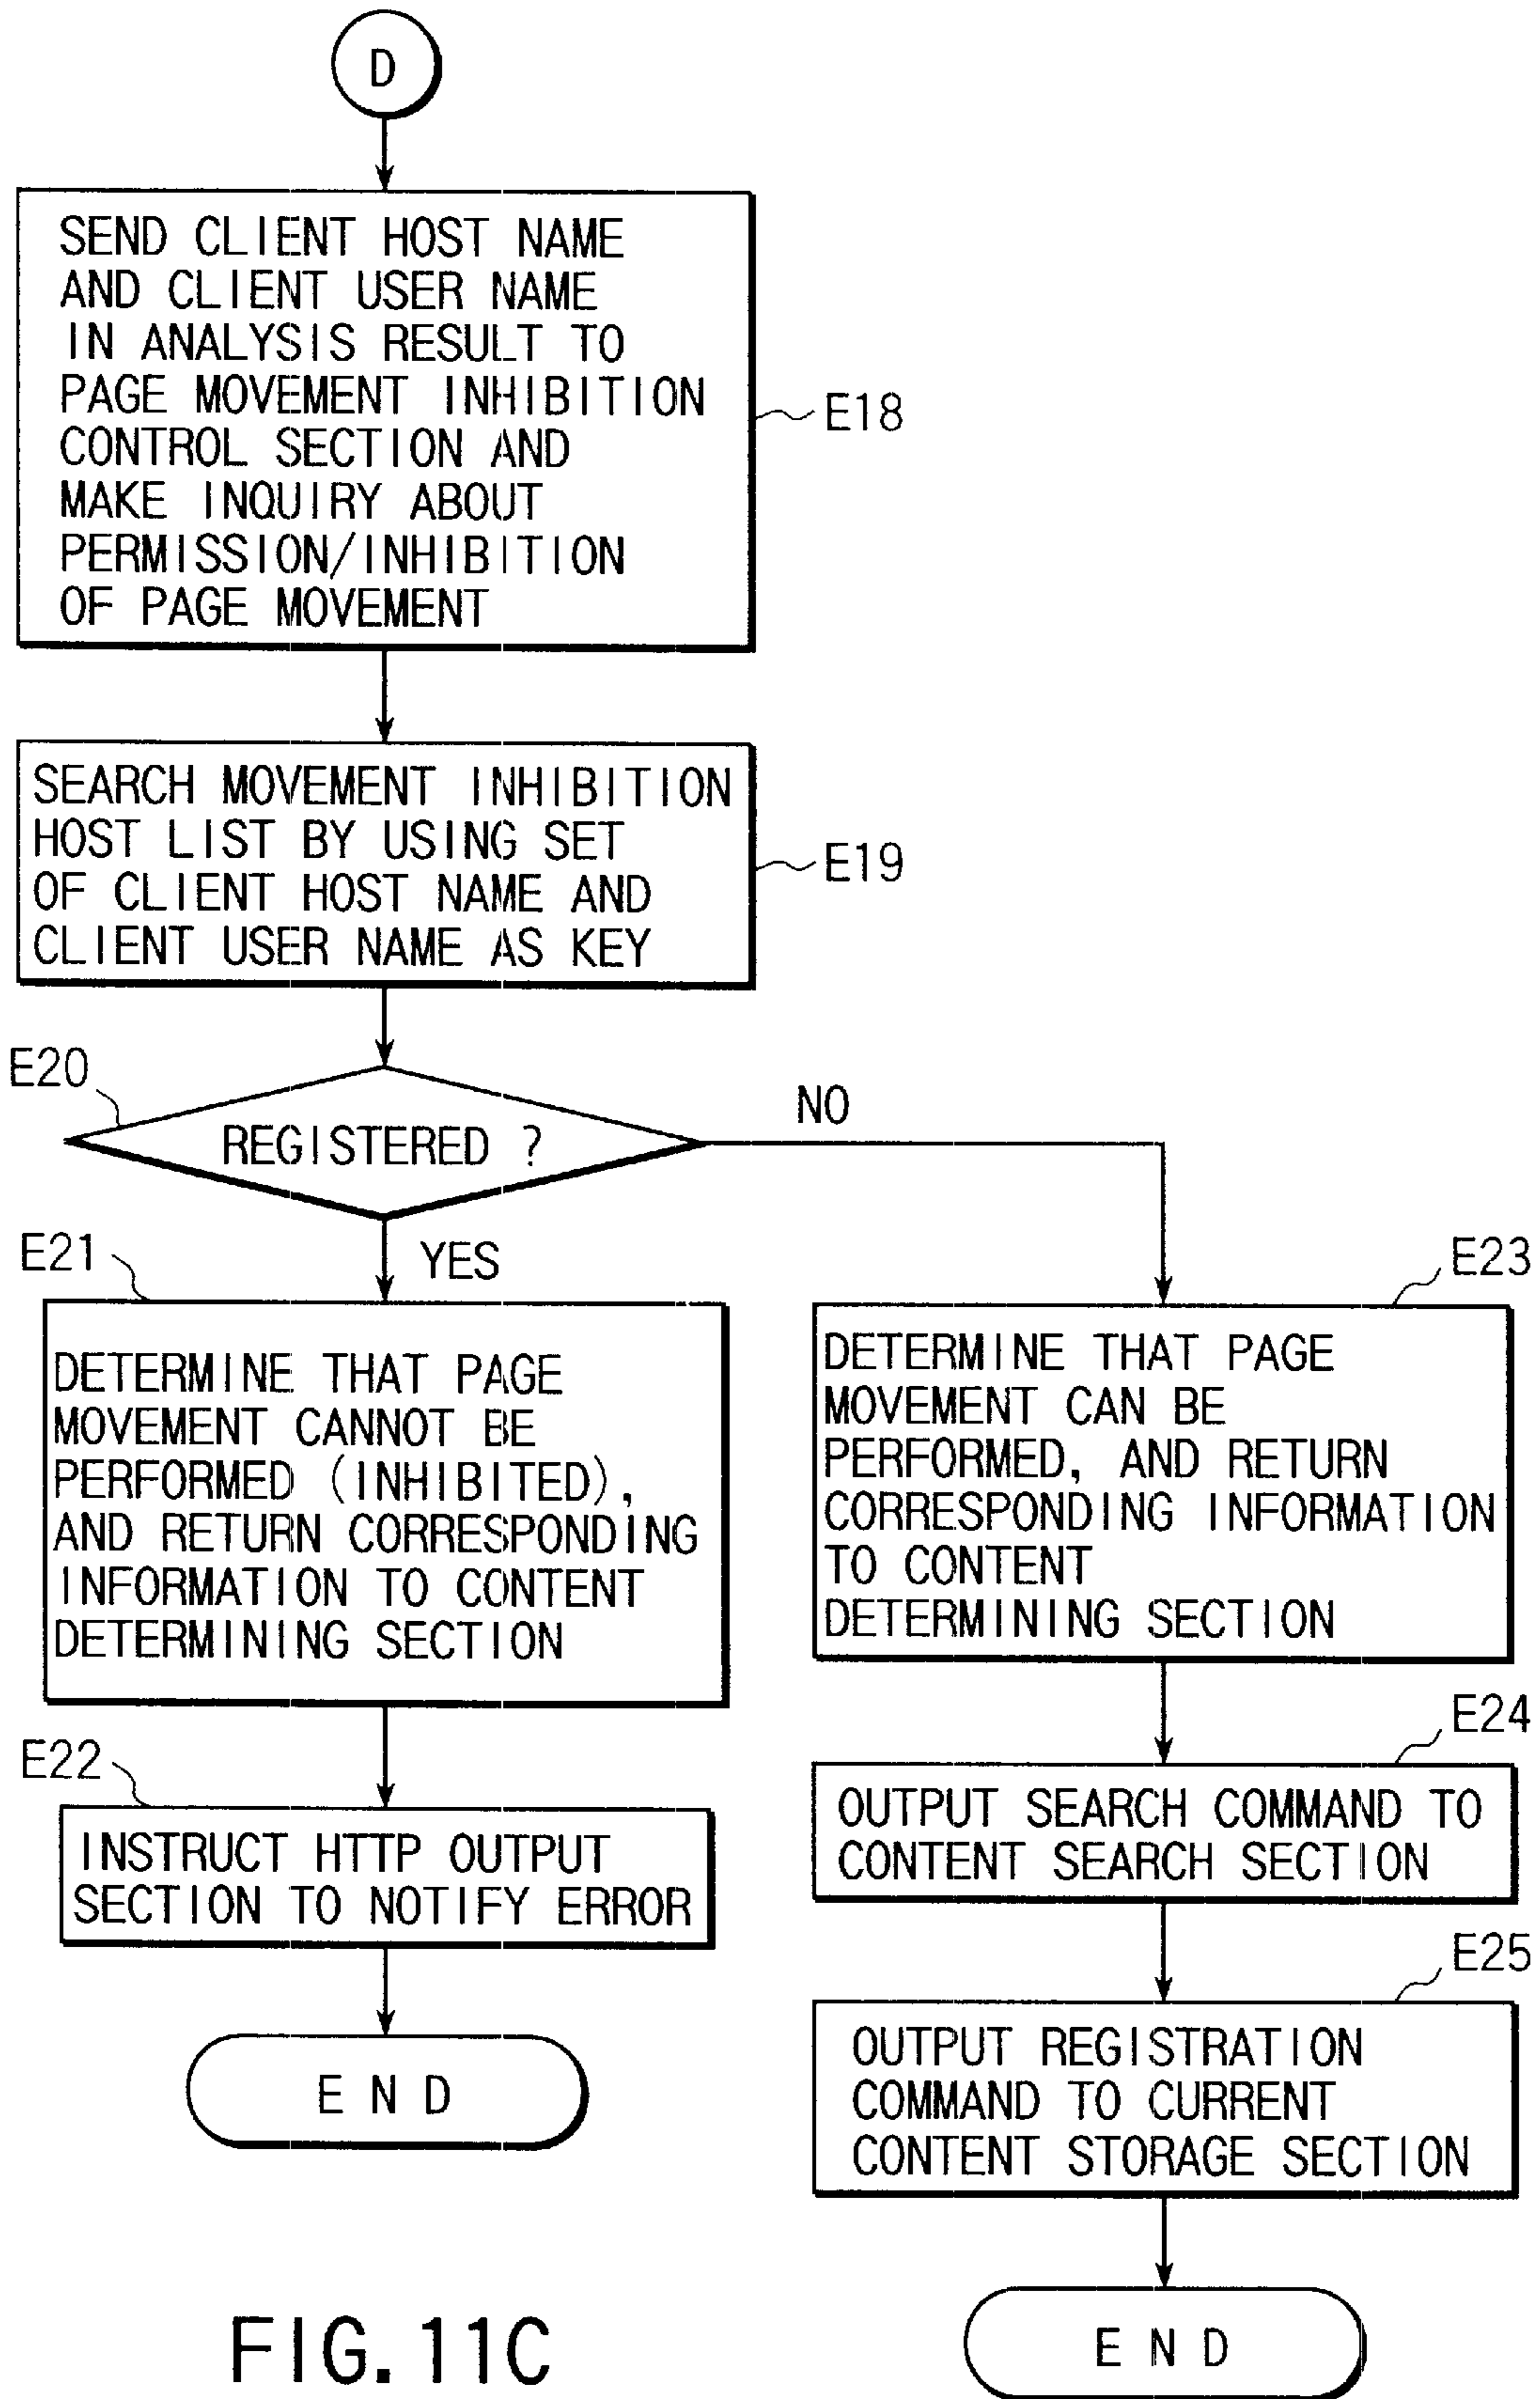 D
SEND CLIENT HOST NAME
AND CLIENT USER NAME
IN ANALYSIS RESULT TO
PAGE MOVEMENT INHIBITION
CONTROL SECTION AND
MAKE INQUIRY ABOUT
PERMISSION/INHIBITION
OF PAGE MOVEMENT
E18
SEARCH MOVEMENT INHIBITION
HOST LIST BY USING SET
OF CLIENT HOST NAME AND
CLIENT USER NAME AS KEY
E19
E20
REGISTERED ?
NO
YES
E21
DETERMINE THAT PAGE
MOVEMENT CANNOT BE
PERFORMED (INHIBITED),
AND RETURN CORRESPONDING
INFORMATION TO CONTENT
DETERMINING SECTION
E22
INSTRUCT HTTP OUTPUT
SECTION TO NOTIFY ERROR
END
E23
DETERMINE THAT PAGE
MOVEMENT CAN BE
PERFORMED, AND RETURN
CORRESPONDING INFORMATION
TO CONTENT
DETERMINING SECTION
E24
OUTPUT SEARCH COMMAND TO
CONTENT SEARCH SECTION
E25
OUTPUT REGISTRATION
COMMAND TO CURRENT
CONTENT STORAGE SECTION
END
FIG. 11C